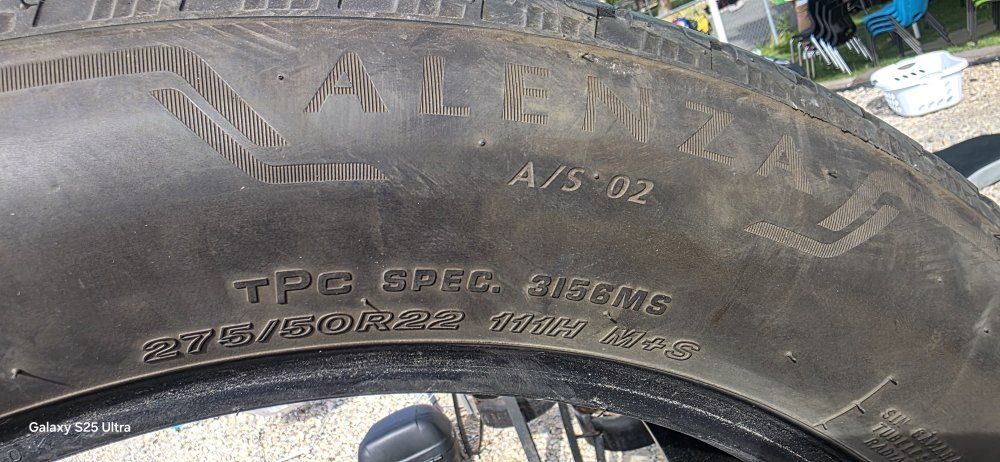 ALENZA
A/S 02
TPC SPEC. 3156MS
275/50R22 111H M+S
Galaxy S25 Ultra